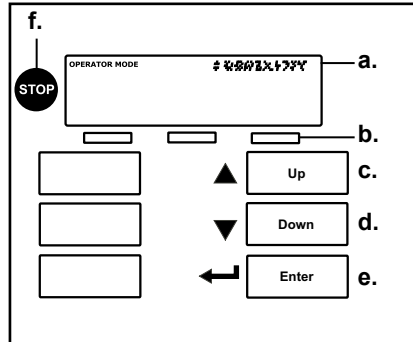 f.
OPERATOR MODE
a.
STOP
b.
Up
c.
Down
d.
Enter
e.